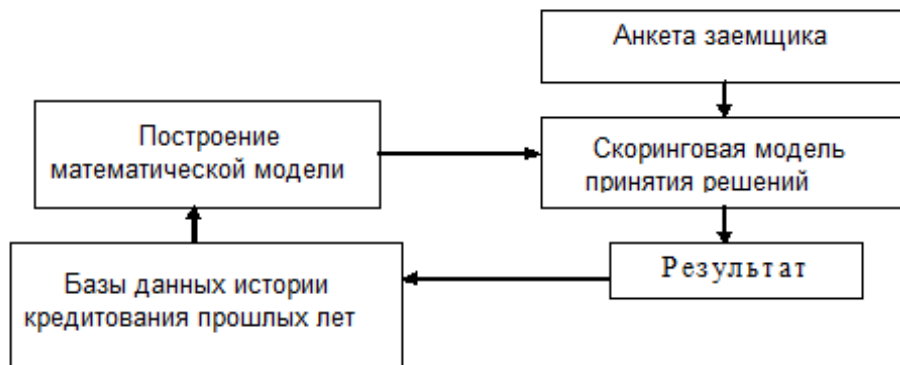 Анкета заемщика
Построение
математической модели
Скоринговая модель
принятия решений
Результат
Базы данных истории
кредитования прошлых лет